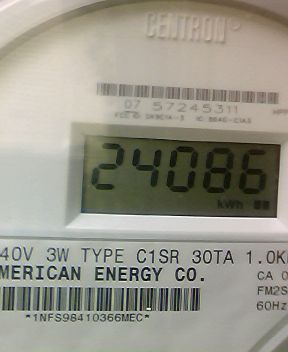 CENTRON
07 57245311
24086
kWh
40V 3W TYPE C1SR 30TA 1.0K
MERICAN ENERGY CO.
CA 0
FM2S
60Hz
*1NFS98410366MEC*